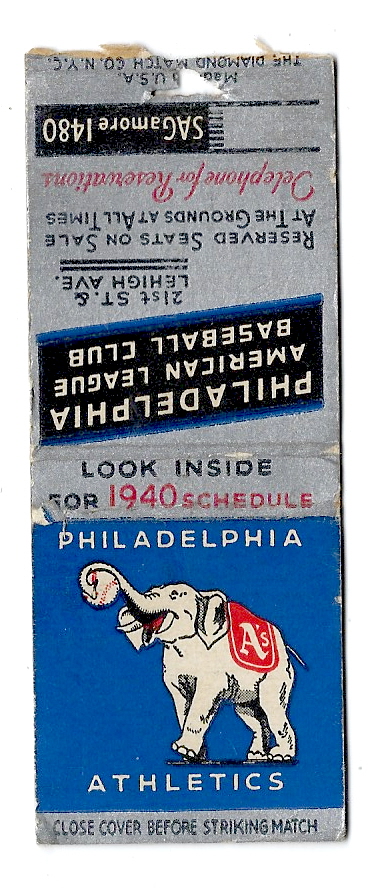 PHILADELPHIA
AMERICAN LEAGUE
BASEBALL CLUB
21st ST. &
LEHIGH AVE.
RESERVED SEATS ON SALE
AT THE GROUNDS AT ALL TIMES
Telephone for Reservations
SAGamore 1480
U.S.A.
THE DIAMOND MATCH CO. N.Y.C.
LOOK INSIDE
FOR 1940 SCHEDULE
PHILADELPHIA
A's
ATHLETICS
CLOSE COVER BEFORE STRIKING MATCH